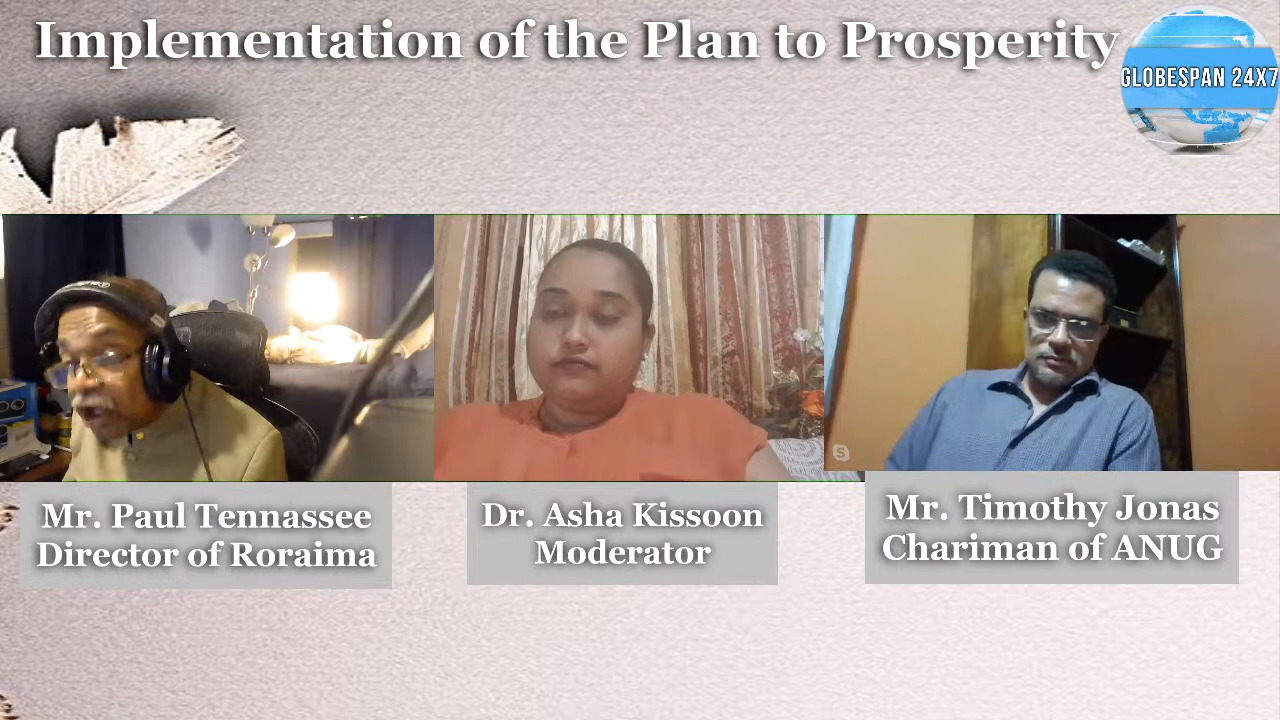 Implementation of the Plan to Prosperity
GLOBESPAN 24X7
Mr. Paul Tennassee
Director of Roraima
Dr. Asha Kissoon
Moderator
Mr. Timothy Jonas
Chariman of ANUG